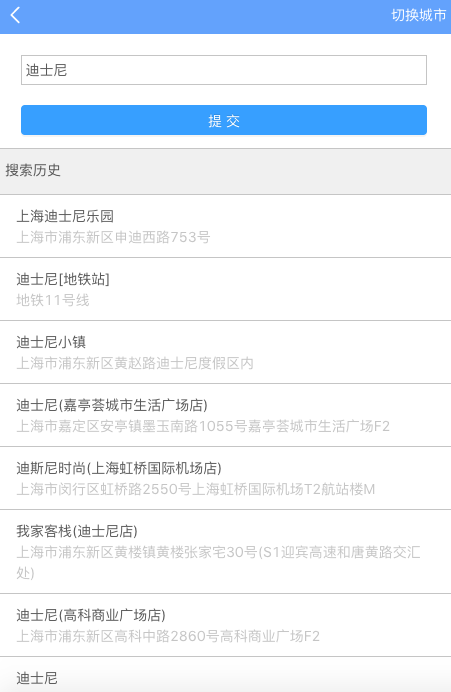 切换城市
迪士尼
提 交
搜索历史
上海迪士尼乐园
上海市浦东新区申迪西路753号
迪士尼[地铁站]
地铁11号线
迪士尼小镇
上海市浦东新区黄赵路迪士尼度假区内
迪士尼(嘉亭荟城市生活广场店)
上海市嘉定区安亭镇墨玉南路1055号嘉亭荟城市生活广场F2
迪斯尼时尚(上海虹桥国际机场店)
上海市闵行区虹桥路2550号上海虹桥国际机场T2航站楼M
我家客栈(迪士尼店)
上海市浦东新区黄楼镇黄楼张家宅30号(S1迎宾高速和唐黄路交汇
处)
迪士尼(高科商业广场店)
上海市浦东新区高科中路2860号高科商业广场F2
迪士尼